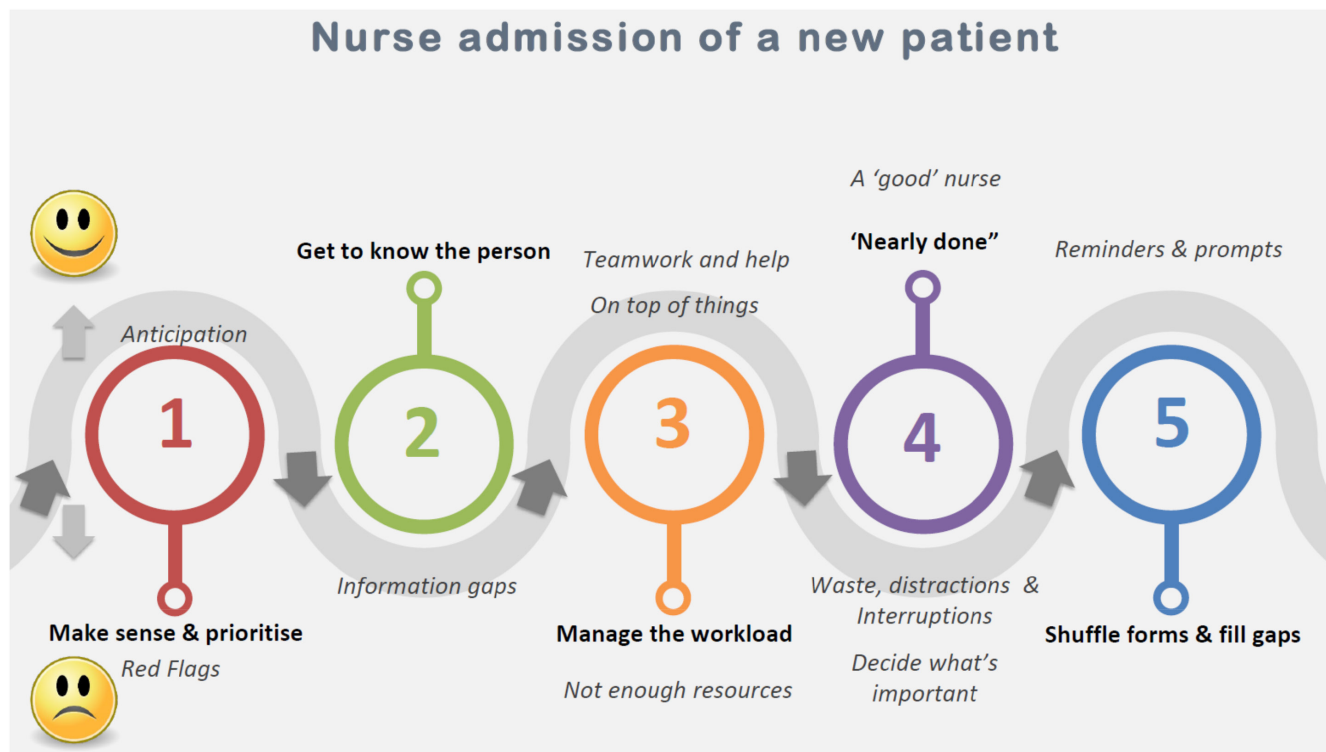 Nurse admission of a new patient
Anticipation
1
Make sense & prioritise
Red Flags
Get to know the person
2
Information gaps
Teamwork and help
On top of things
3
Manage the workload
Not enough resources
A ‘good’ nurse
‘Nearly done”
4
Waste, distractions &
Interruptions
Decide what’s
important
Reminders & prompts
5
Shuffle forms & fill gaps